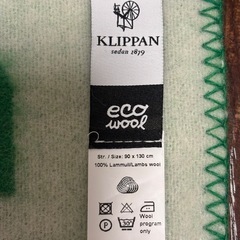 KLIPPAN
sedan 1879
eco
wool
Str. / Size: 90 x 130 cm
100% Lammull/Lambs wool
Wool
program
only